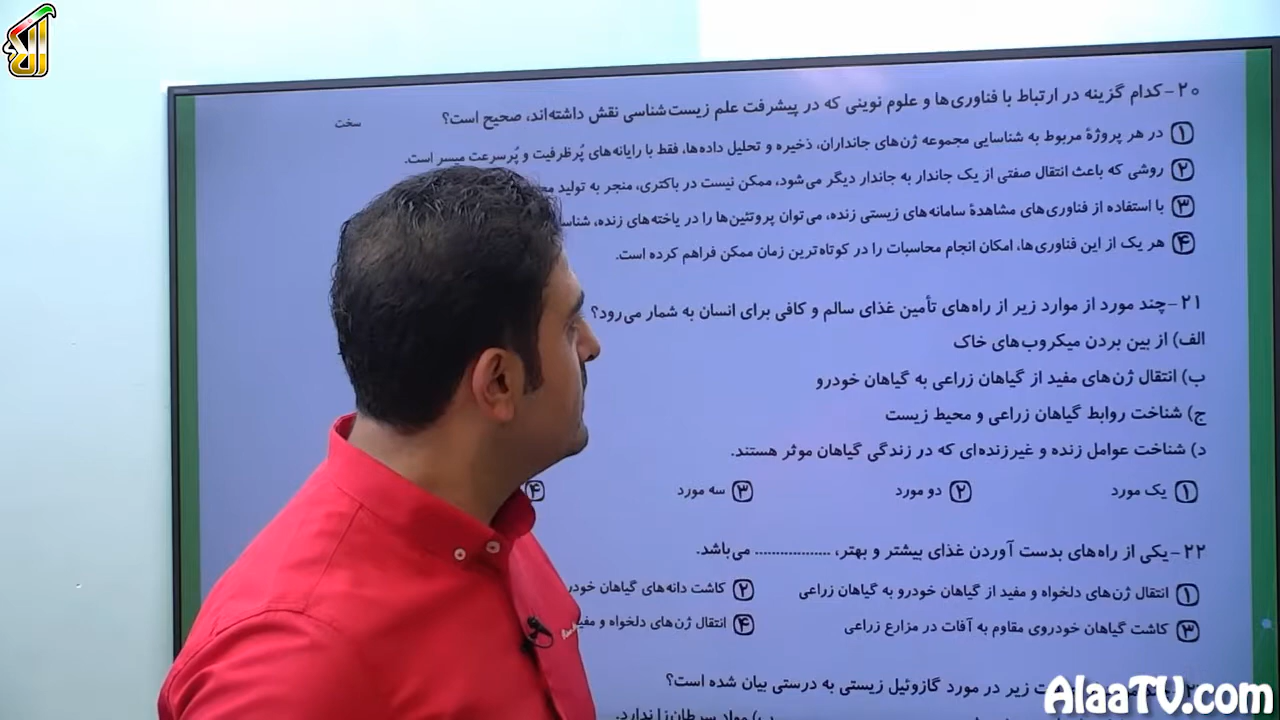 الا
۲۰-کدام گزینه در ارتباط با فناوری‌ها و علوم نوینی که در پیشرفت علم زیست‌شناسی نقش داشته‌اند، صحیح است؟ سخت
۱ در هر پروژهٔ مربوط به شناسایی مجموعه ژن‌های جانداران، ذخیره و تحلیل داده‌ها، فقط با رایانه‌های پُرظرفیت و پُرسرعت میسر است.
۲ روشی که باعث انتقال صفتی از یک جاندار به جاندار دیگر می‌شود، ممکن نیست در باکتری، منجر به تولید
۳ با استفاده از فناوری‌های مشاهدهٔ سامانه‌های زیستی زنده، می‌توان پروتئین‌ها را در یاخته‌های زنده،
۴ هر یک از این فناوری‌ها، امکان انجام محاسبات را در کوتاه‌ترین زمان ممکن فراهم کرده است.
۲۱-چند مورد از موارد زیر از راه‌های تأمین غذای سالم و کافی برای انسان به شمار می‌رود؟
الف) از بین بردن میکروب‌های خاک
ب) انتقال ژن‌های مفید از گیاهان زراعی به گیاهان خودرو
ج) شناخت روابط گیاهان زراعی و محیط زیست
د) شناخت عوامل زنده و غیرزنده‌ای که در زندگی گیاهان موثر هستند.
۱ یک مورد ۲ دو مورد ۳ سه مورد ۴
۲۲-یکی از راه‌های بدست آوردن غذای بیشتر و بهتر، .................. می‌باشد.
۱ انتقال ژن‌های دلخواه و مفید از گیاهان خودرو به گیاهان زراعی ۲ کاشت دانه‌های گیاهان
۳ کاشت گیاهان خودروی مقاوم به آفات در مزارع زراعی ۴ انتقال ژن‌های دلخواه و مفید
زیر در مورد گازوئیل زیستی به درستی بیان شده است؟
ب) مواد سرطان‌زا ندارد.
AlaaTV.com